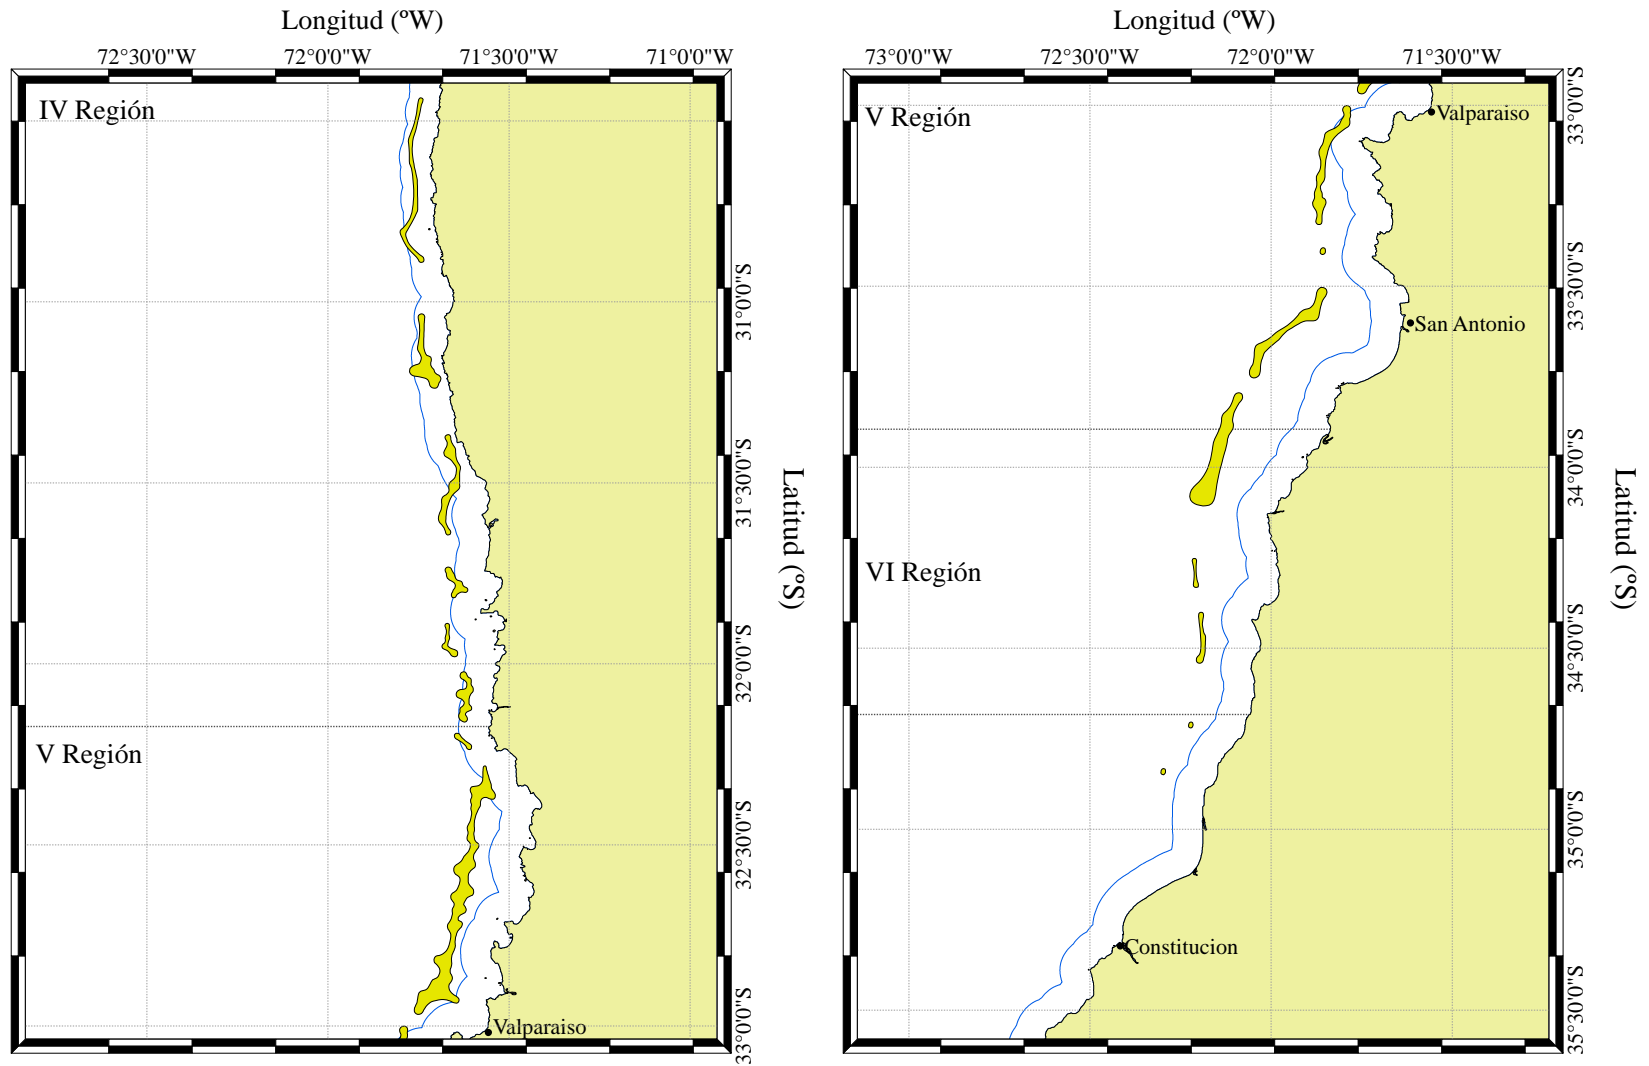 Longitud (ºW)
72°30'0"W
72°0'0"W
71°30'0"W
71°0'0"W
IV Región
31°0'0"S
31°30'0"S
32°0'0"S
V Región
32°30'0"S
33°0'0"S
Valparaiso
Latitud (ºS)
Longitud (ºW)
73°0'0"W
72°30'0"W
72°0'0"W
71°30'0"W
V Región
Valparaiso
33°0'0"S
33°30'0"S
San Antonio
34°0'0"S
VI Región
34°30'0"S
35°0'0"S
Constitucion
35°30'0"S
Latitud (ºS)